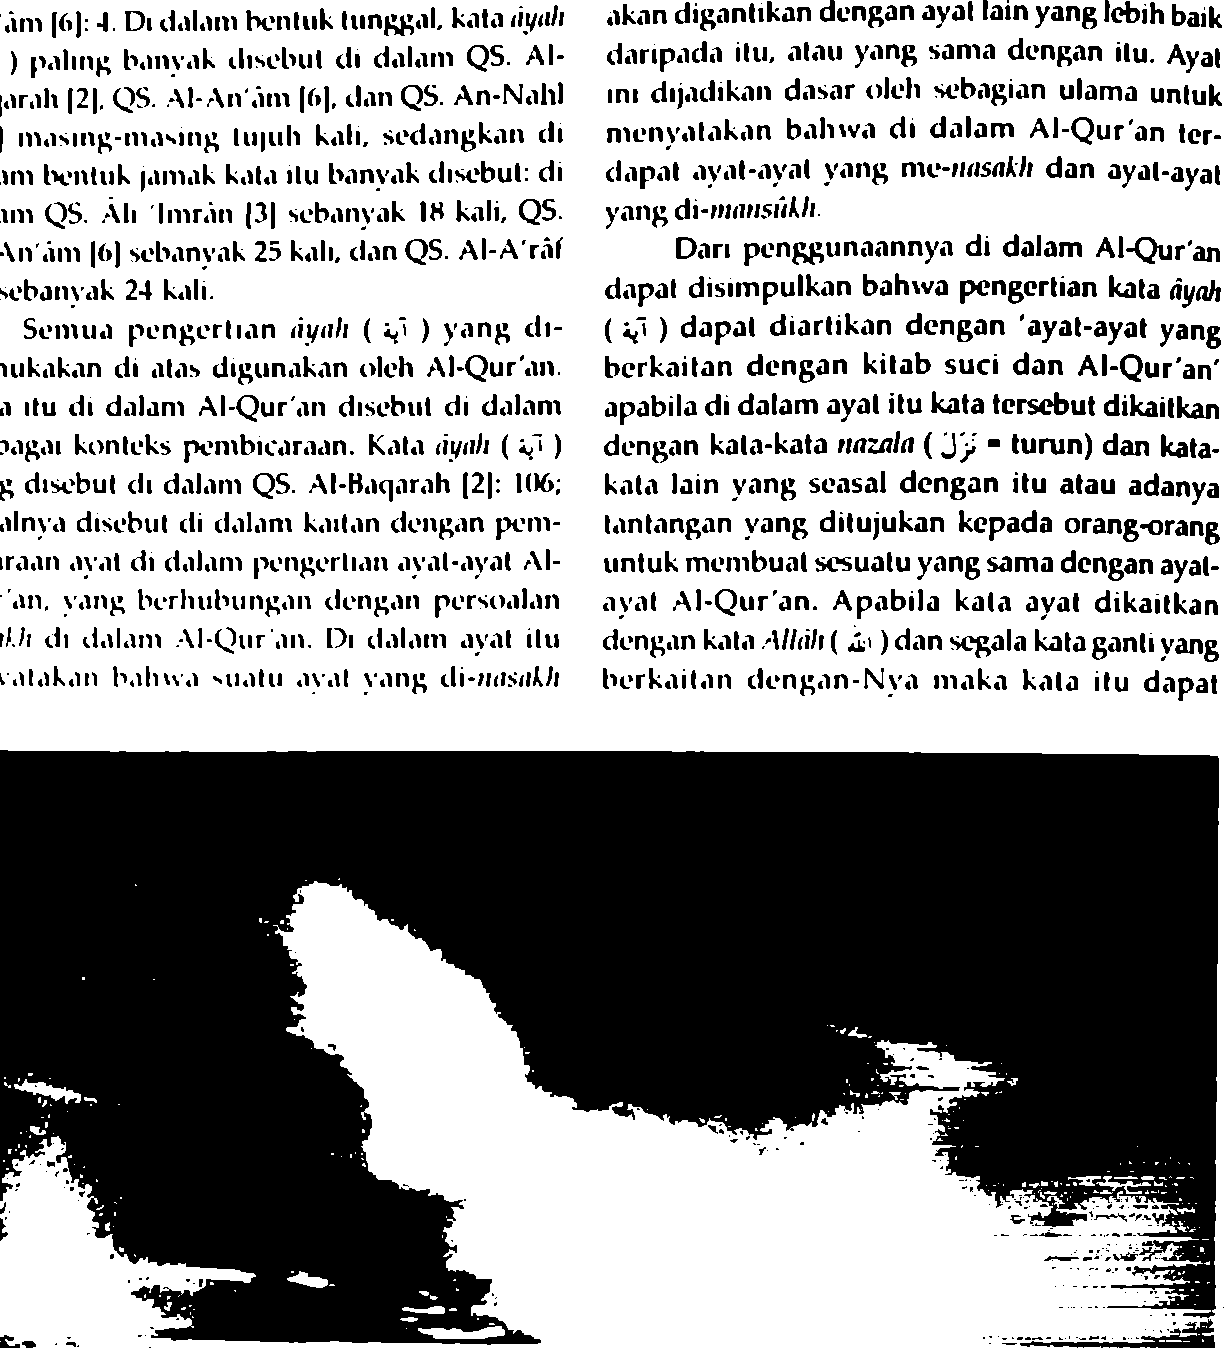 'âm [6]: 4. Di dalam bentuk tunggal, kata âyah
) paling banyak disebut di dalam QS. Al-
qarah [2], QS. Al-An'âm [6], dan QS. An-Nahl
] masing-masing tujuh kali, sedangkan di
am bentuk jamak kata itu banyak disebut: di
am QS. Âli 'Imrân [3] sebanyak 18 kali, QS.
-An'âm [6] sebanyak 25 kali, dan QS. Al-A'râf
sebanyak 24 kali.
Semua pengertian âyah ( آية ) yang di-
mukakan di atas digunakan oleh Al-Qur'an.
a itu di dalam Al-Qur'an disebut di dalam
bagai konteks pembicaraan. Kata âyah ( آية )
g disebut di dalam QS. Al-Baqarah [2]: 106;
alnya disebut di dalam kaitan dengan pem-
araan ayat di dalam pengertian ayat-ayat Al-
r'an, yang berhubungan dengan persoalan
akh di dalam Al-Qur'an. Di dalam ayat itu
yatakan bahwa suatu ayat yang di-nasakh
akan digantikan dengan ayat lain yang lebih baik
daripada itu, atau yang sama dengan itu. Ayat
ini dijadikan dasar oleh sebagian ulama untuk
menyatakan bahwa di dalam Al-Qur'an ter-
dapat ayat-ayat yang me-nasakh dan ayat-ayat
yang di-mansûkh.
Dari penggunaannya di dalam Al-Qur'an
dapat disimpulkan bahwa pengertian kata âyah
( آية ) dapat diartikan dengan 'ayat-ayat yang
berkaitan dengan kitab suci dan Al-Qur'an'
apabila di dalam ayat itu kata tersebut dikaitkan
dengan kata-kata nazala ( نَزَلَ = turun) dan kata-
kata lain yang seasal dengan itu atau adanya
tantangan yang ditujukan kepada orang-orang
untuk membuat sesuatu yang sama dengan ayat-
ayat Al-Qur'an. Apabila kata ayat dikaitkan
dengan kata Allâh ( الله ) dan segala kata ganti yang
berkaitan dengan-Nya maka kata itu dapat